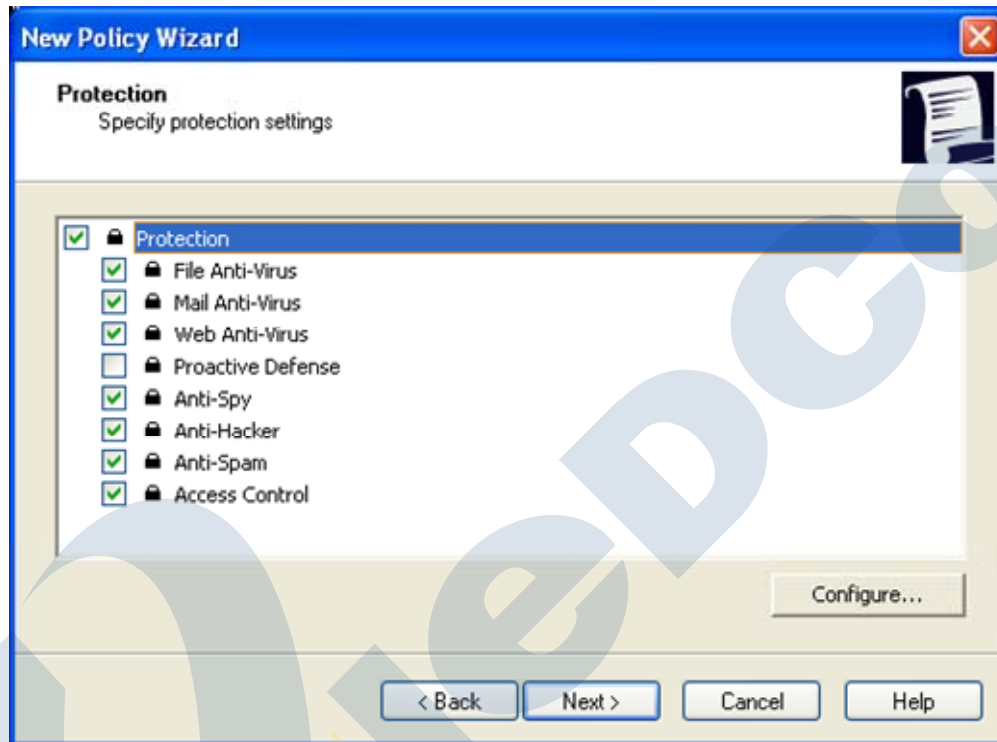 New Policy Wizard
Protection
Specify protection settings
Protection
File Anti-Virus
Mail Anti-Virus
Web Anti-Virus
Proactive Defense
Anti-Spy
Anti-Hacker
Anti-Spam
Access Control
Configure...
< Back
Next >
Cancel
Help